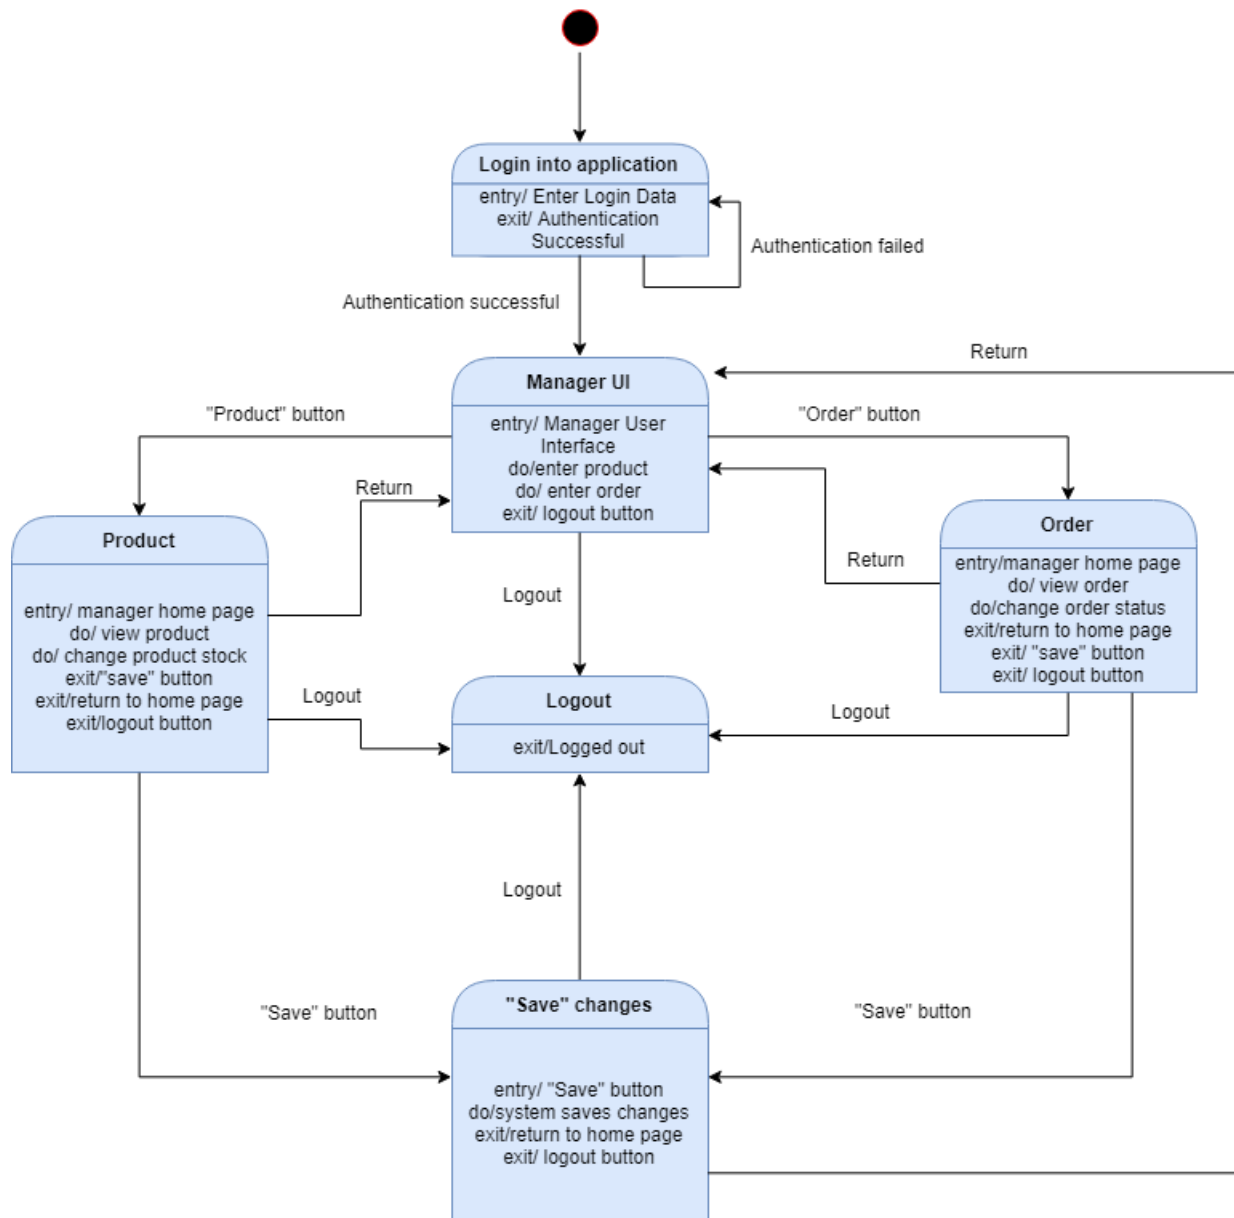 Login into application
entry/ Enter Login Data
exit/ Authentication
Successful
Authentication failed
Authentication successful
Return
Manager UI
"Product" button
"Order" button
entry/ Manager User
Interface
do/enter product
do/ enter order
exit/ logout button
Return
Product
entry/ manager home page
do/ view product
do/ change product stock
exit/"save" button
exit/return to home page
exit/logout button
Order
entry/manager home page
do/ view order
do/change order status
exit/return to home page
exit/ "save" button
exit/ logout button
Return
Logout
Logout
Logout
Logout
exit/Logged out
Logout
"Save" button
"Save" changes
"Save" button
entry/ "Save" button
do/system saves changes
exit/return to home page
exit/ logout button